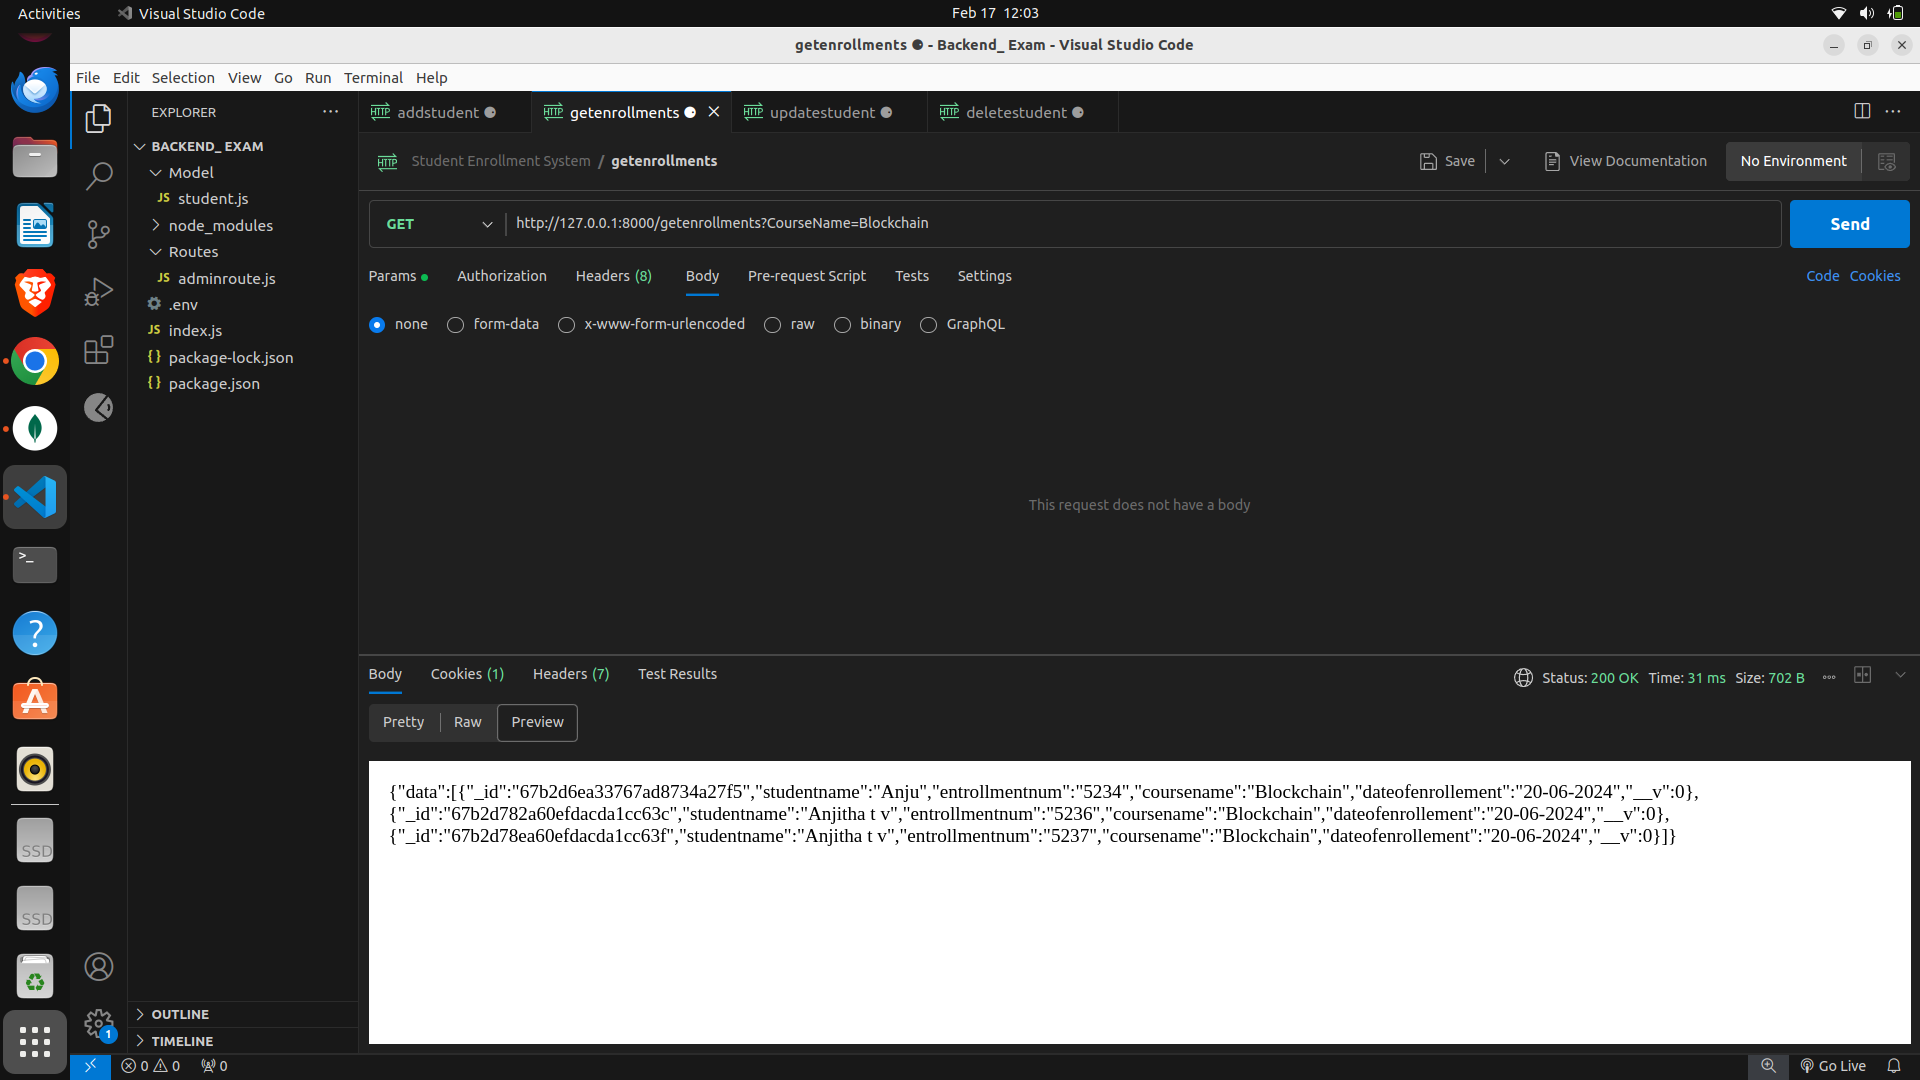 Activities Visual Studio Code Feb 17 12:03
getenrollments - Backend_ Exam - Visual Studio Code
File Edit Selection View Go Run Terminal Help
EXPLORER
BACKEND_ EXAM
Model
JS student.js
node_modules
Routes
JS adminroute.js
.env
JS index.js
{} package-lock.json
{} package.json
OUTLINE
TIMELINE
HTTP addstudent HTTP getenrollments HTTP updatestudent HTTP deletestudent
HTTP Student Enrollment System / getenrollments Save View Documentation No Environment
GET http://127.0.0.1:8000/getenrollments?CourseName=Blockchain Send
Params Authorization Headers (8) Body Pre-request Script Tests Settings Code Cookies
none form-data x-www-form-urlencoded raw binary GraphQL
This request does not have a body
Body Cookies (1) Headers (7) Test Results Status: 200 OK Time: 31 ms Size: 702 B
Pretty Raw Preview
{"data":[{"_id":"67b2d6ea33767ad8734a27f5","studentname":"Anju","entrollmentnum":"5234","coursename":"Blockchain","dateofenrollement":"20-06-2024","__v":0},
{"_id":"67b2d782a60efdacda1cc63c","studentname":"Anjitha t v","entrollmentnum":"5236","coursename":"Blockchain","dateofenrollement":"20-06-2024","__v":0},
{"_id":"67b2d78ea60efdacda1cc63f","studentname":"Anjitha t v","entrollmentnum":"5237","coursename":"Blockchain","dateofenrollement":"20-06-2024","__v":0}]}
>_
?
SSD
SSD
1
0 0 0 Go Live